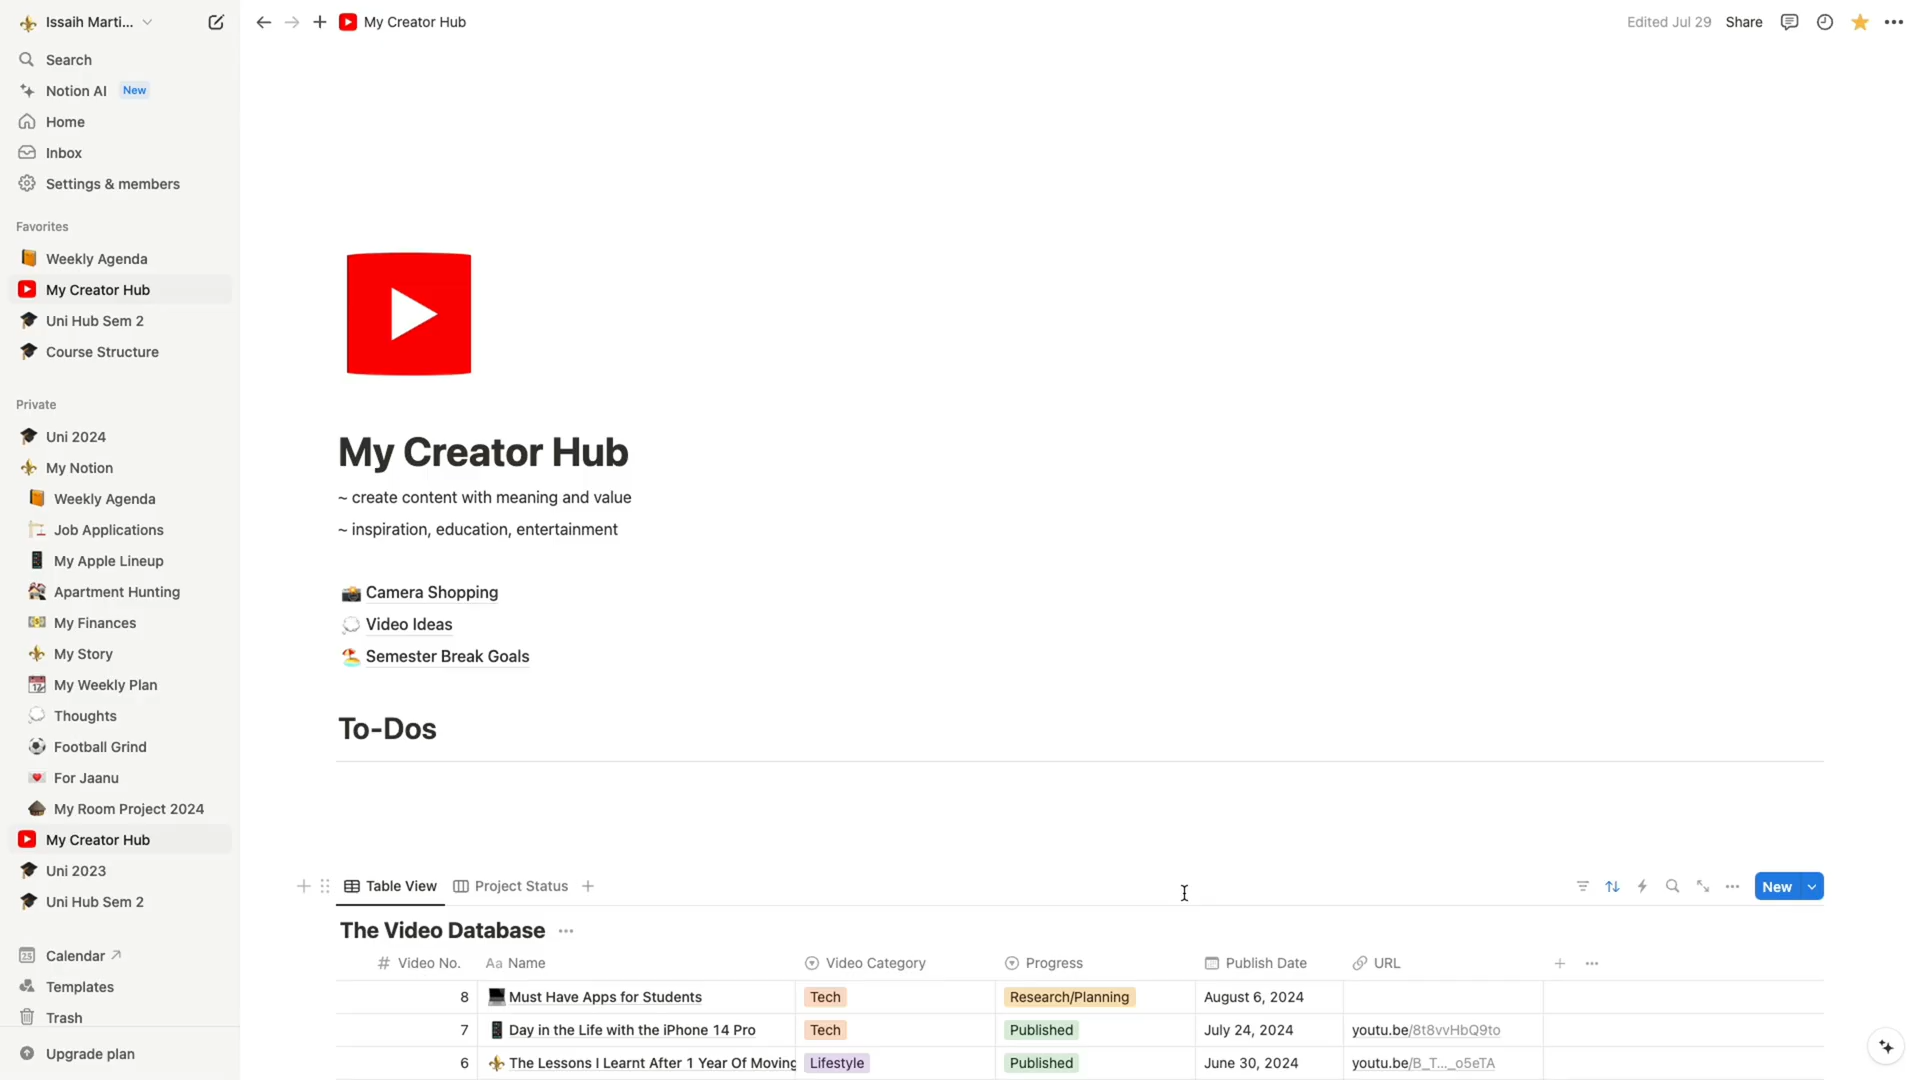 Issaih Marti...
My Creator Hub
Edited Jul 29
Share
Search
Notion AI New
Home
Inbox
Settings & members
Favorites
Weekly Agenda
My Creator Hub
Uni Hub Sem 2
Course Structure
Private
Uni 2024
My Notion
Weekly Agenda
Job Applications
My Apple Lineup
Apartment Hunting
My Finances
My Story
My Weekly Plan
Thoughts
Football Grind
For Jaanu
My Room Project 2024
My Creator Hub
Uni 2023
Uni Hub Sem 2
Calendar ↗
Templates
Trash
Upgrade plan
My Creator Hub
~ create content with meaning and value
~ inspiration, education, entertainment
Camera Shopping
Video Ideas
Semester Break Goals
To-Dos
Table View Project Status
New
The Video Database ...
# Video No. Aa Name Video Category Progress Publish Date URL
8 Must Have Apps for Students Tech Research/Planning August 6, 2024
7 Day in the Life with the iPhone 14 Pro Tech Published July 24, 2024 youtu.be/8t8vvHbQ9to
6 The Lessons I Learnt After 1 Year Of Moving Lifestyle Published June 30, 2024 youtu.be/B_T..._o5eTA